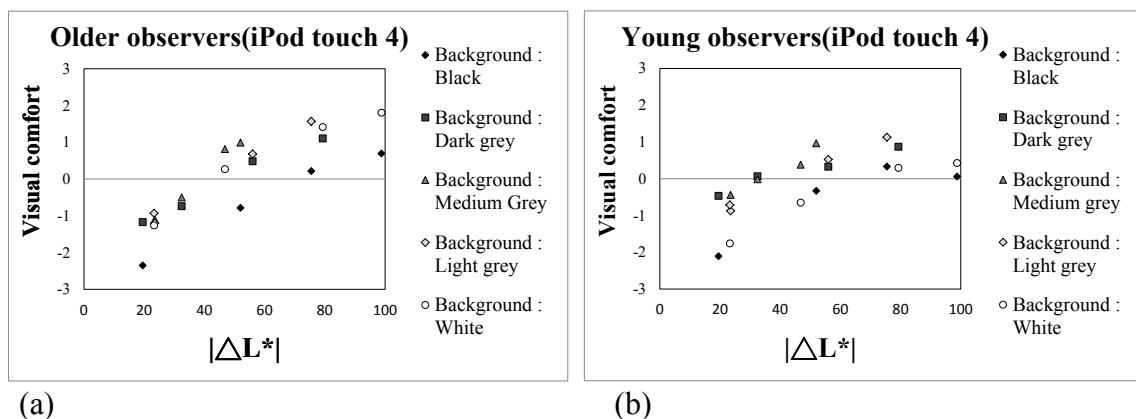 Older observers(iPod touch 4)
Visual comfort
3
2
1
0
-1
-2
-3
0
20
40
60
80
100
|△L*|
Background :
Black
Background :
Dark grey
Background :
Medium Grey
Background :
Light grey
Background :
White
(a)
Young observers(iPod touch 4)
Visual comfort
3
2
1
0
-1
-2
-3
0
20
40
60
80
100
|△L*|
Background :
Black
Background :
Dark grey
Background :
Medium grey
Background :
Light grey
Background :
White
(b)